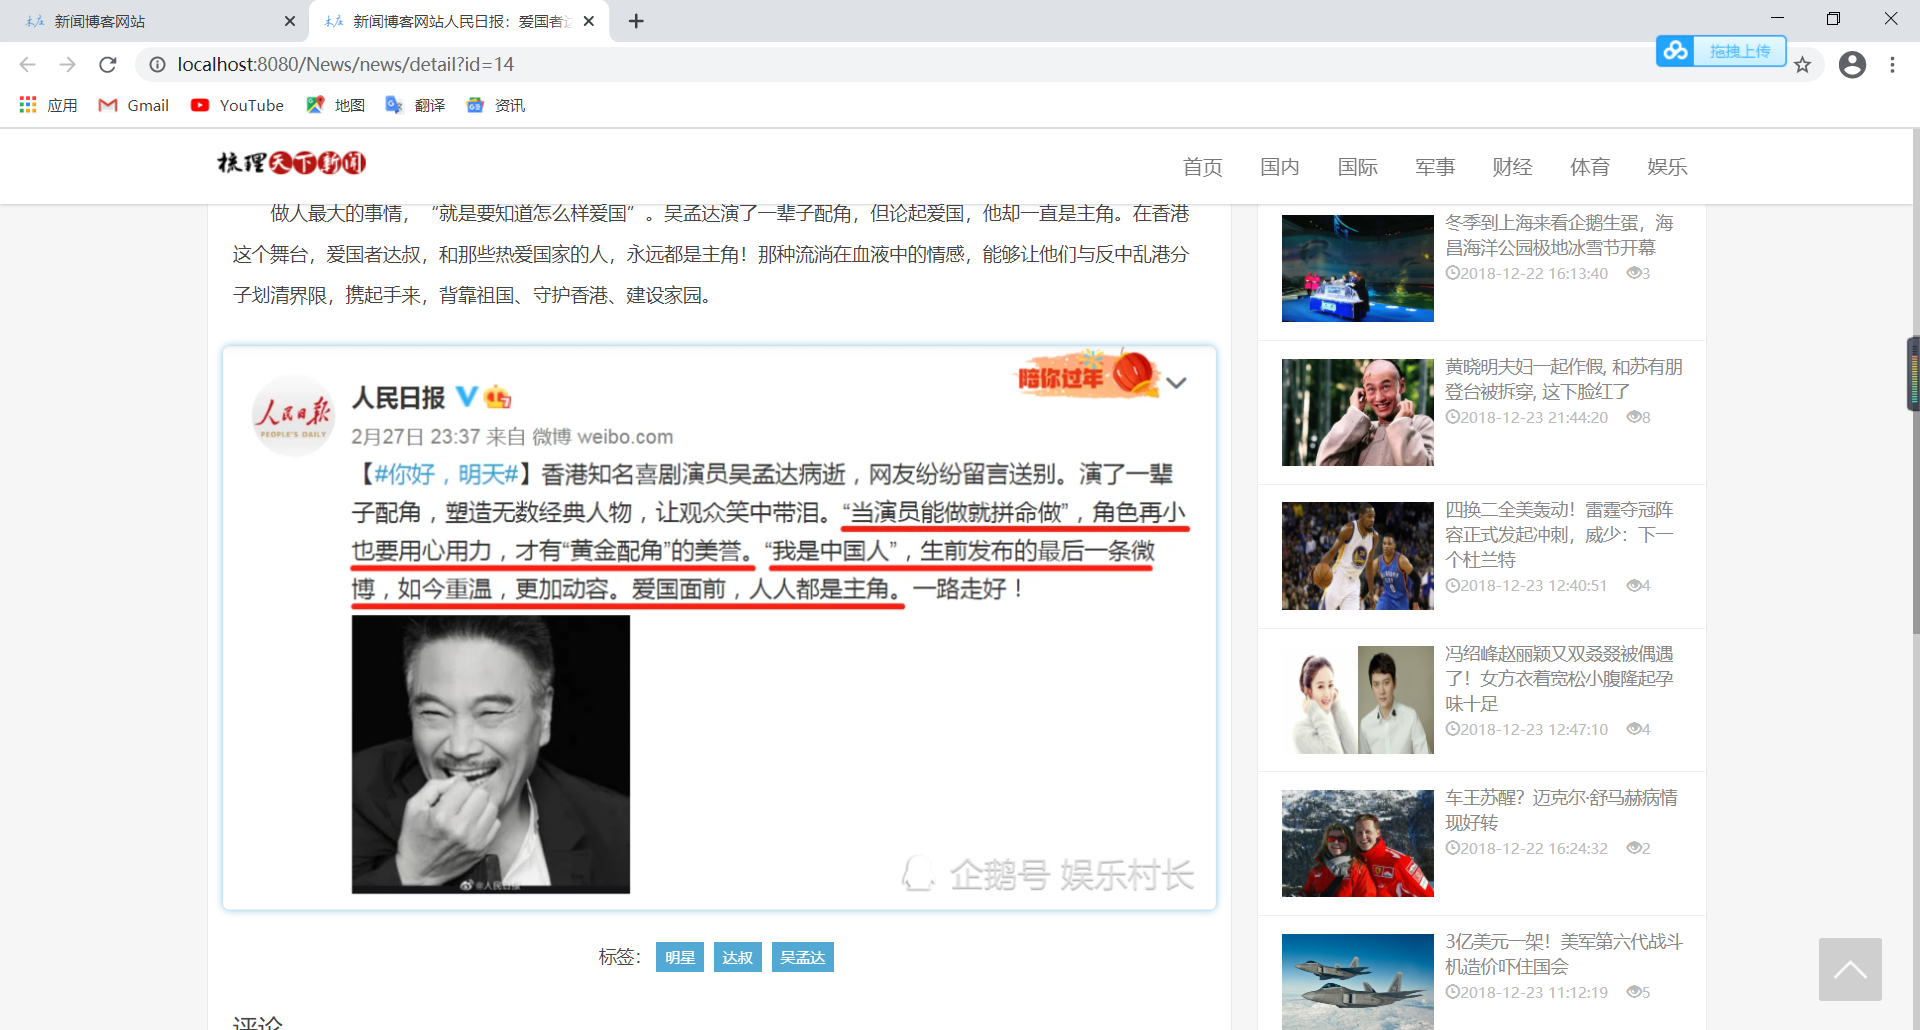 新闻博客网站
新闻博客网站人民日报：爱国者达
localhost:8080/News/news/detail?id=14
拖拽上传
应用
Gmail
YouTube
地图
翻译
资讯
梳理天下新闻
首页 国内 国际 军事 财经 体育 娱乐
做人最大的事情，“就是要知道怎么样爱国”。吴孟达演了一辈子配角，但论起爱国，他却一直是主角。在香港
这个舞台，爱国者达叔，和那些热爱国家的人，永远都是主角！那种流淌在血液中的情感，能够让他们与反中乱港分
子划清界限，携起手来，背靠祖国、守护香港、建设家园。
陪你过年
人民日报
PEOPLE'S DAILY
人民日报
2月27日 23:37 来自 微博 weibo.com
【#你好，明天#】香港知名喜剧演员吴孟达病逝，网友纷纷留言送别。演了一辈
子配角，塑造无数经典人物，让观众笑中带泪。“当演员能做就拼命做”，角色再小
也要用心用力，才有“黄金配角”的美誉。“我是中国人”，生前发布的最后一条微
博，如今重温，更加动容。爱国面前，人人都是主角。一路走好！
@人民日报
企鹅号 娱乐村长
标签： 明星 达叔 吴孟达
评论
冬季到上海来看企鹅生蛋，海
昌海洋公园极地冰雪节开幕
2018-12-22 16:13:40 3
黄晓明夫妇一起作假, 和苏有朋
登台被拆穿, 这下脸红了
2018-12-23 21:44:20 8
四换二全美轰动！雷霆夺冠阵
容正式发起冲刺，威少：下一
个杜兰特
2018-12-23 12:40:51 4
冯绍峰赵丽颖又双叒叕被偶遇
了！女方衣着宽松小腹隆起孕
味十足
2018-12-23 12:47:10 4
车王苏醒？迈克尔·舒马赫病情
现好转
2018-12-22 16:24:32 2
3亿美元一架！美军第六代战斗
机造价吓住国会
2018-12-23 11:12:19 5